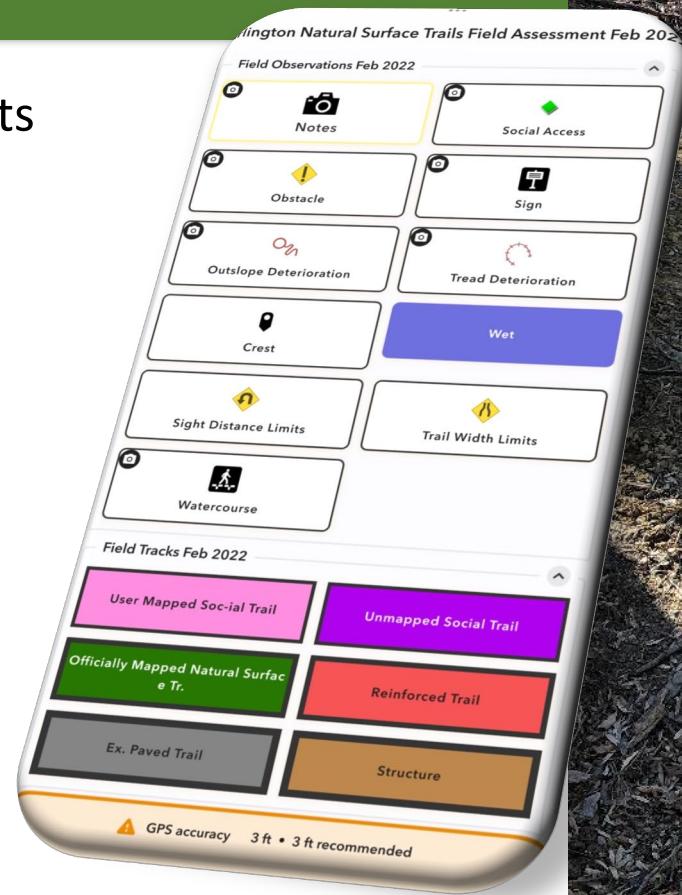 ts
lington Natural Surface Trails Field Assessment Feb 202
Field Observations Feb 2022
Notes
Social Access
Obstacle
Sign
Outslope Deterioration
Tread Deterioration
Crest
Wet
Sight Distance Limits
Trail Width Limits
Watercourse
Field Tracks Feb 2022
User Mapped Soc-ial Trail
Unmapped Social Trail
Officially Mapped Natural Surfac
e Tr.
Reinforced Trail
Ex. Paved Trail
Structure
GPS accuracy 3 ft • 3 ft recommended